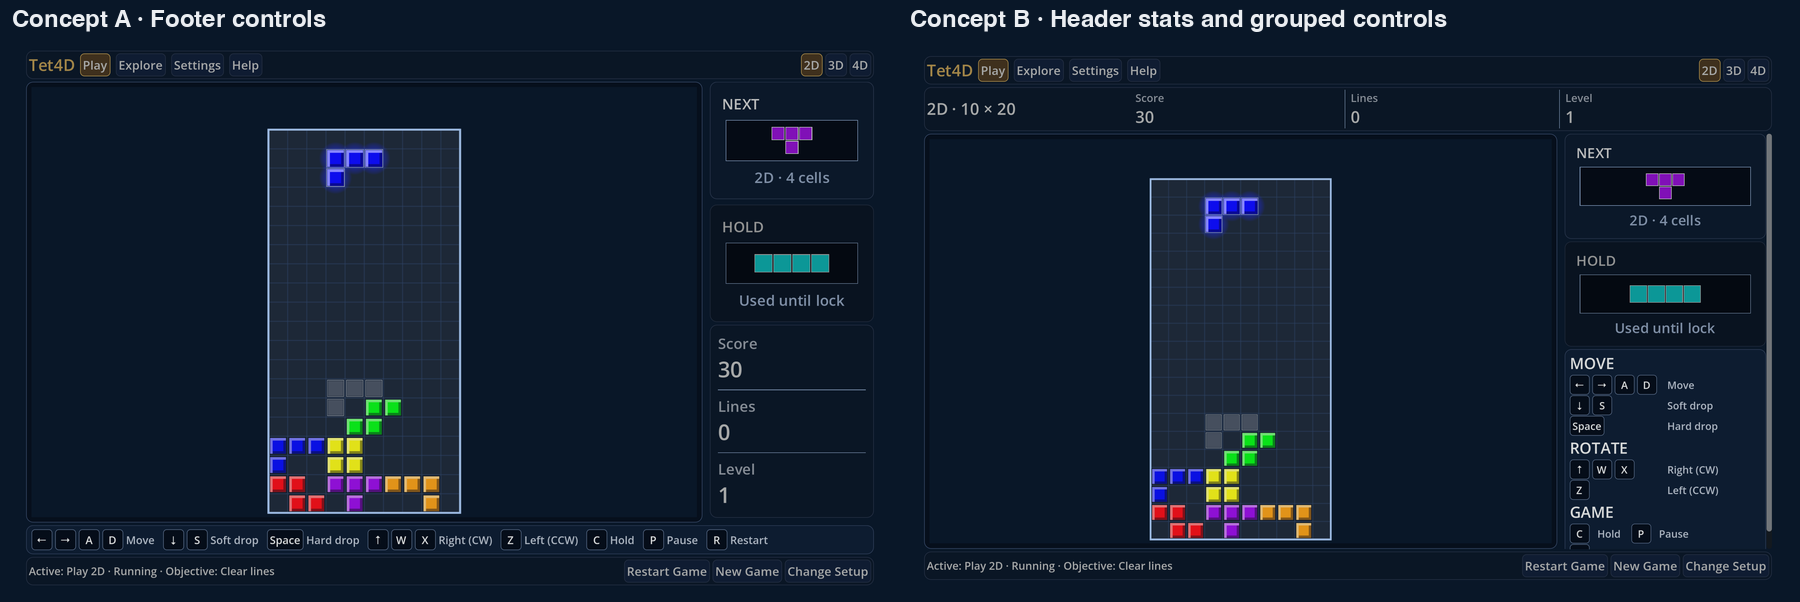 Concept A · Footer controls
Tet4D Play Explore Settings Help 2D 3D 4D
NEXT
2D · 4 cells
HOLD
Used until lock
Score
30
Lines
0
Level
1
← → A D Move ↓ S Soft drop Space Hard drop ↑ W X Right (CW) Z Left (CCW) C Hold P Pause R Restart
Active: Play 2D · Running · Objective: Clear lines Restart Game New Game Change Setup
Concept B · Header stats and grouped controls
Tet4D Play Explore Settings Help 2D 3D 4D
2D · 10 × 20
Score
30
Lines
0
Level
1
NEXT
2D · 4 cells
HOLD
Used until lock
MOVE
← → A D Move
↓ S Soft drop
Space Hard drop
ROTATE
↑ W X Right (CW)
Z Left (CCW)
GAME
C Hold P Pause
Active: Play 2D · Running · Objective: Clear lines Restart Game New Game Change Setup